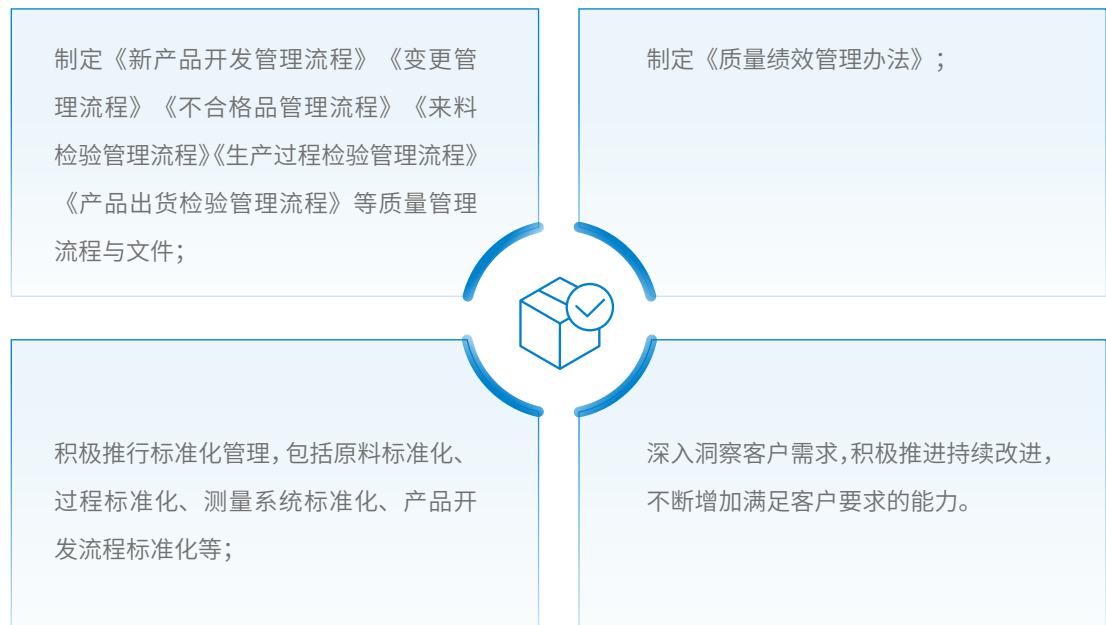 制定《新产品开发管理流程》《变更管
理流程》《不合格品管理流程》《来料
检验管理流程》《生产过程检验管理流程》
《产品出货检验管理流程》等质量管理
流程与文件；
制定《质量绩效管理办法》；
积极推行标准化管理，包括原料标准化、
过程标准化、测量系统标准化、产品开
发流程标准化等；
深入洞察客户需求，积极推进持续改进，
不断增加满足客户要求的能力。